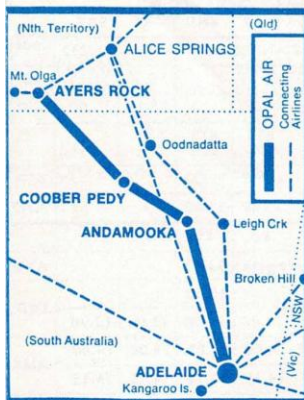 (Nth. Territory)
(Qld)
ALICE SPRINGS
Mt. Olga
AYERS ROCK
OPAL AIR
Connecting
Airlines
Oodnadatta
COOBER PEDY
ANDAMOOKA
Leigh Crk
Broken Hill
NSW
(South Australia)
(Vic)
ADELAIDE
Kangaroo Is.